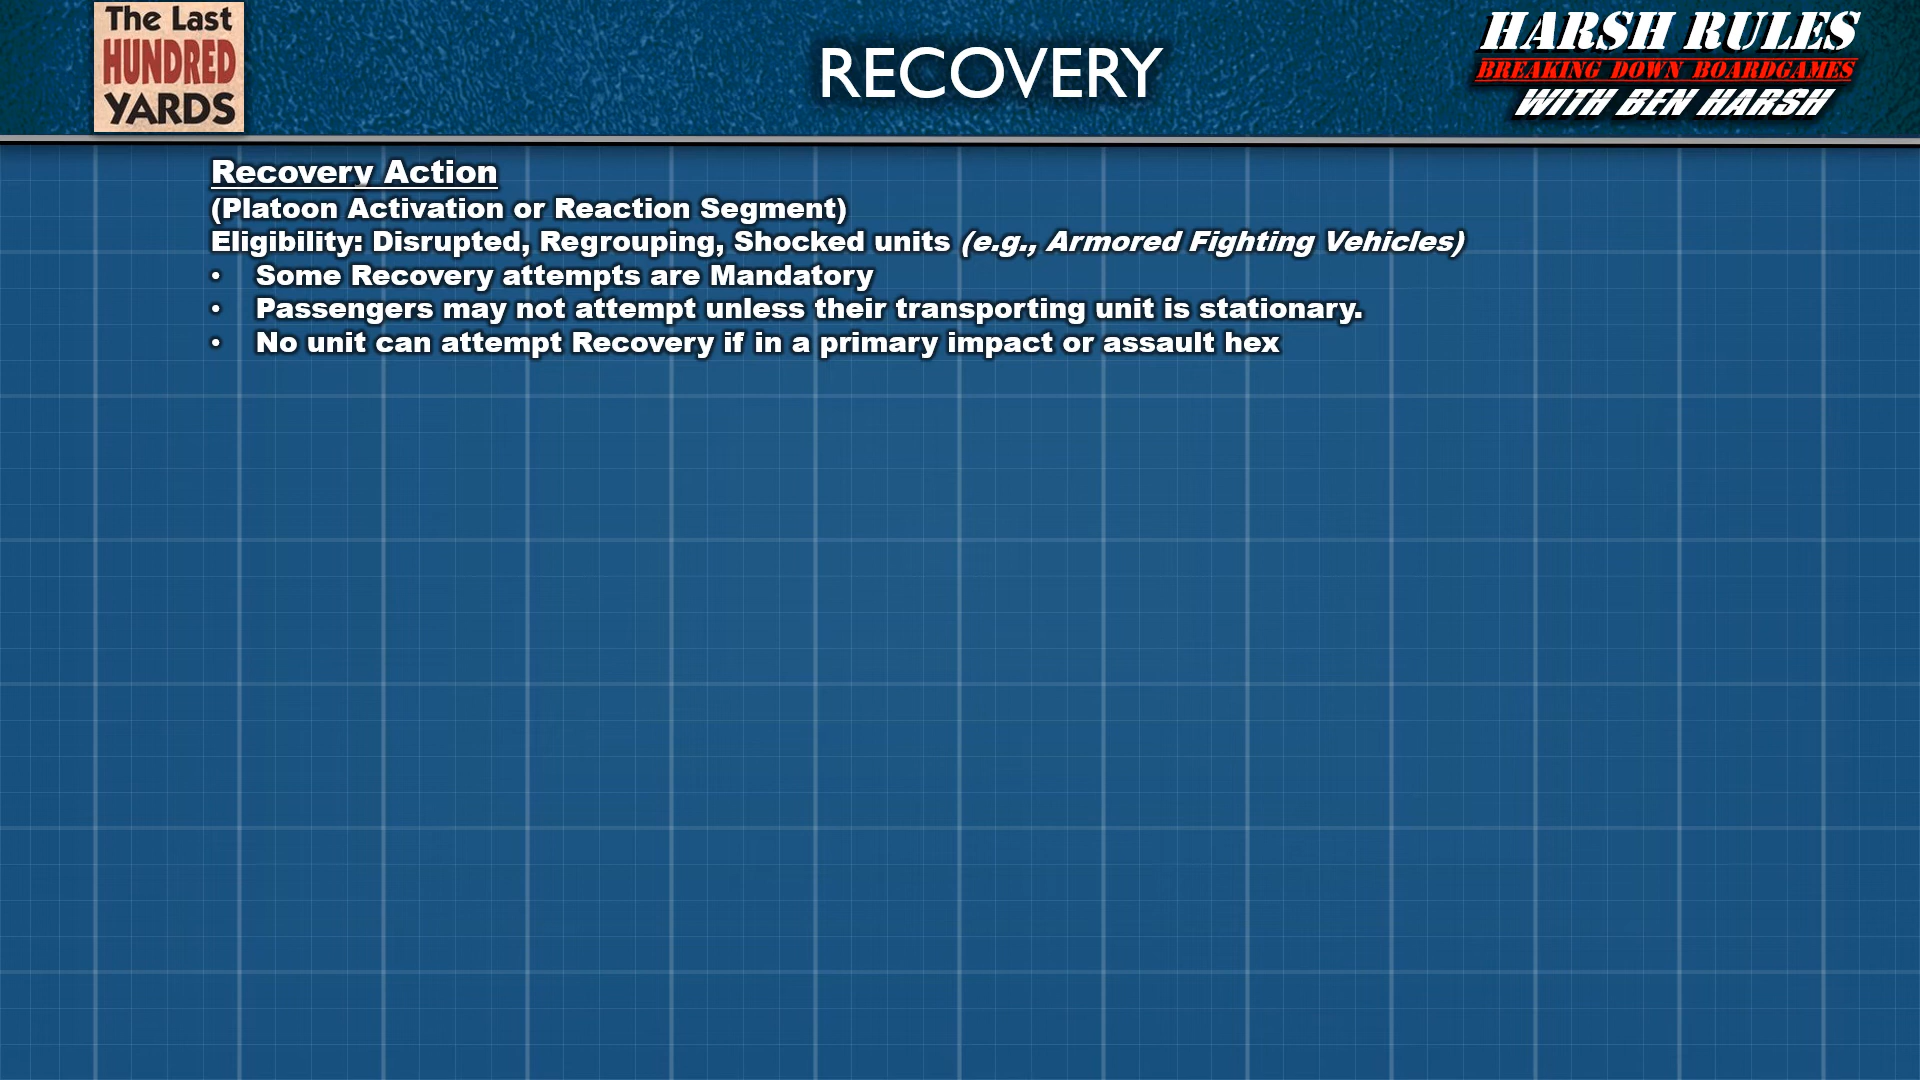 The Last
HUNDRED
YARDS
RECOVERY
HARSH RULES
BREAKING DOWN BOARDGAMES
WITH BEN HARSH
Recovery Action
(Platoon Activation or Reaction Segment)
Eligibility: Disrupted, Regrouping, Shocked units (e.g., Armored Fighting Vehicles)
• Some Recovery attempts are Mandatory
• Passengers may not attempt unless their transporting unit is stationary.
• No unit can attempt Recovery if in a primary impact or assault hex